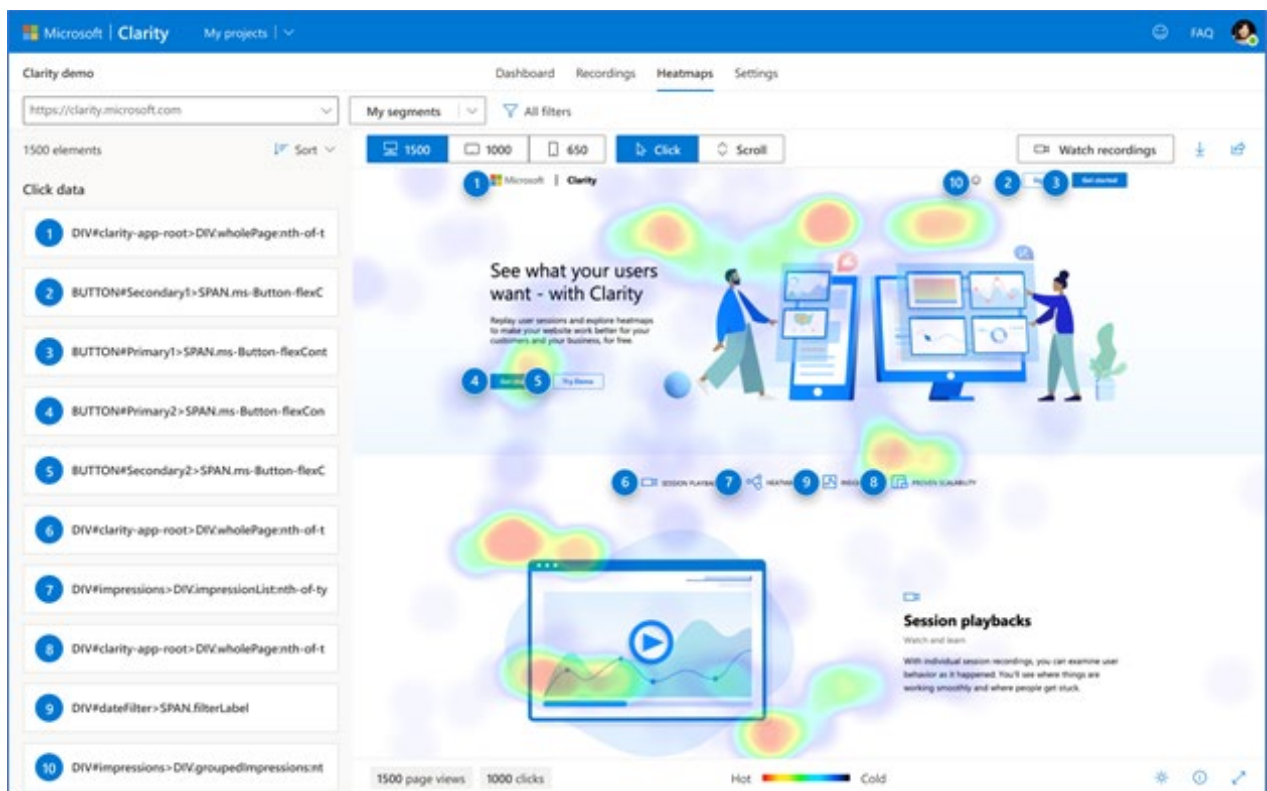 Microsoft | Clarity My projects | FAQ
Clarity demo Dashboard Recordings Heatmaps Settings
https://clarity.microsoft.com My segments All filters
1500 elements Sort 1500 1000 650 Click Scroll Watch recordings
Click data
1 Microsoft | Clarity 10 2 3 Get started
1 DIV#clarity-app-root>DIV.wholePage:nth-of-t
2 BUTTON#Secondary1>SPAN.ms-Button-flexC
3 BUTTON#Primary1>SPAN.ms-Button-flexCont
4 BUTTON#Primary2>SPAN.ms-Button-flexCon
5 BUTTON#Secondary2>SPAN.ms-Button-flexC
6 DIV#clarity-app-root>DIV.wholePage:nth-of-t
7 DIV#impressions>DIV.impressionList:nth-of-ty
8 DIV#clarity-app-root>DIV.wholePage:nth-of-t
9 DIV#dateFilter>SPAN.filterLabel
10 DIV#impressions>DIV.groupedImpressions:nt
See what your users
want - with Clarity
Replay user sessions and explore heatmaps
to make your website work better for your
customers and your business, for free.
4 5 Try Demo
6 SESSION 7 9 8 PROVEN SCALABILITY
Session playbacks
Watch and learn
With individual session recordings, you can examine user
behavior as it happened. You'll see where things are
working smoothly and where people get stuck.
1500 page views 1000 clicks Hot Cold